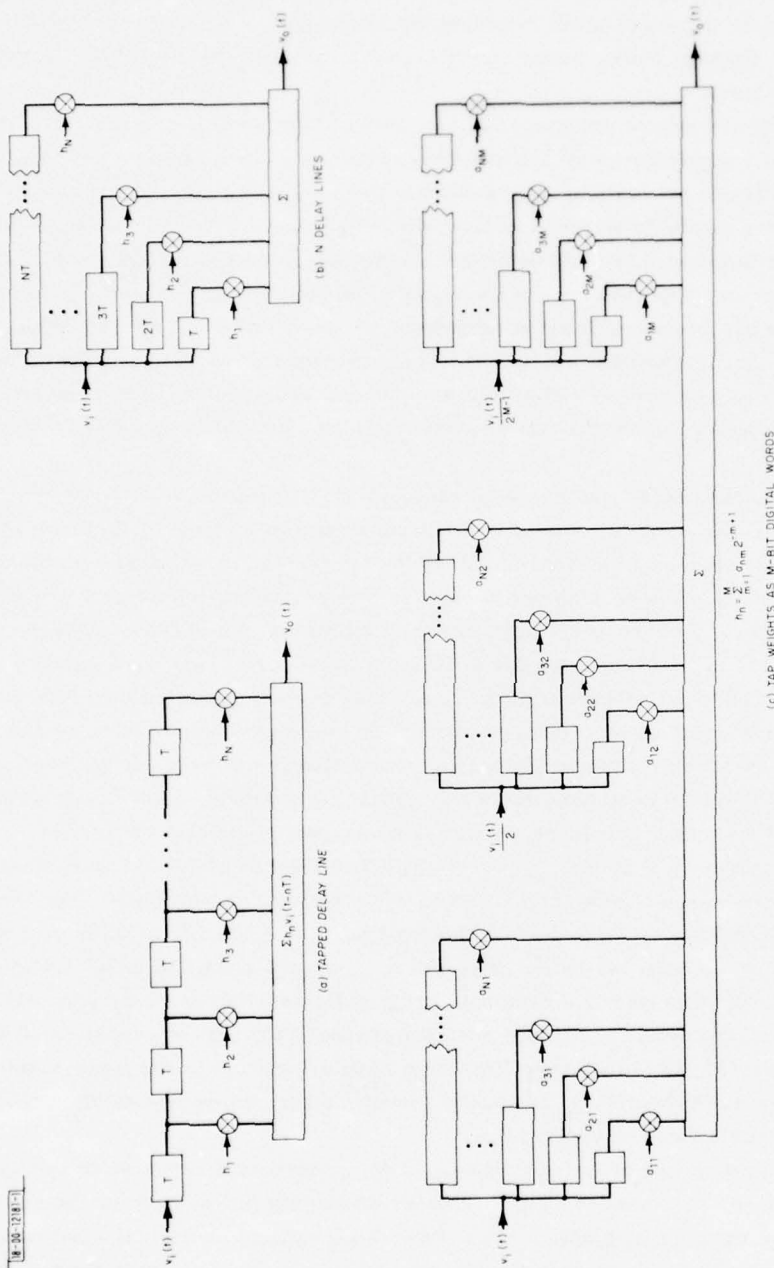 18-DO-12181-1
v_i(t)
T
T
T
T
h_1
h_2
h_3
h_N
Σh_n v_i(t-nT)
v_o(t)
(a) TAPPED DELAY LINE
NT
3T
2T
T
v_i(t)
h_1
h_2
h_3
h_N
Σ
v_o(t)
(b) N DELAY LINES
v_i(t)
a_11
a_21
a_31
a_N1
v_i(t)/2
a_12
a_22
a_32
a_N2
v_i(t)/2M-1
a_1M
a_2M
a_3M
a_NM
Σ
v_o(t)
h_n = Σ_{m=1}^{M} a_nm 2^{-m+1}
(c) TAP WEIGHTS AS M-BIT DIGITAL WORDS